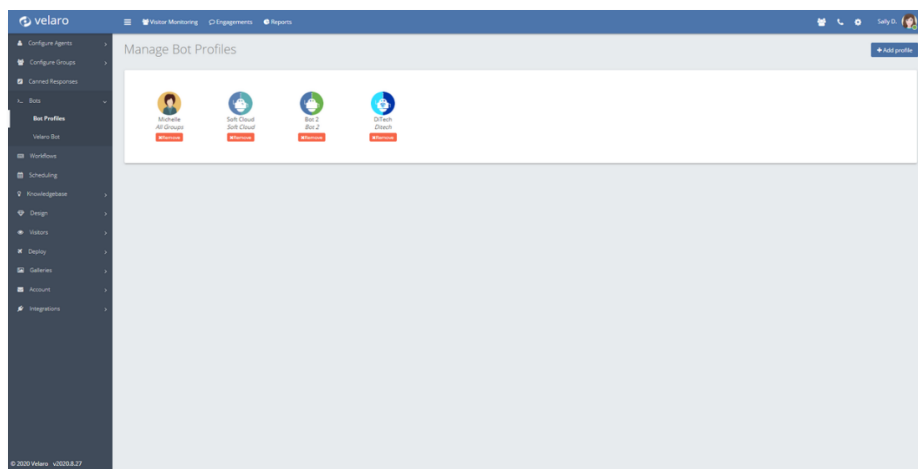 velaro
Visitor Monitoring Engagements Reports
Sally D.
Configure Agents
Configure Groups
Canned Responses
Bots
Bot Profiles
Velaro Bot
Workflows
Scheduling
Knowledgebase
Design
Visitors
Deploy
Galleries
Account
Integrations
© 2020 Velaro v2020.8.27
Manage Bot Profiles
+ Add profile
Michelle
All Groups
Remove
Soft Cloud
Soft Cloud
Remove
Bot 2
Bot 2
Remove
DiTech
Ditech
Remove